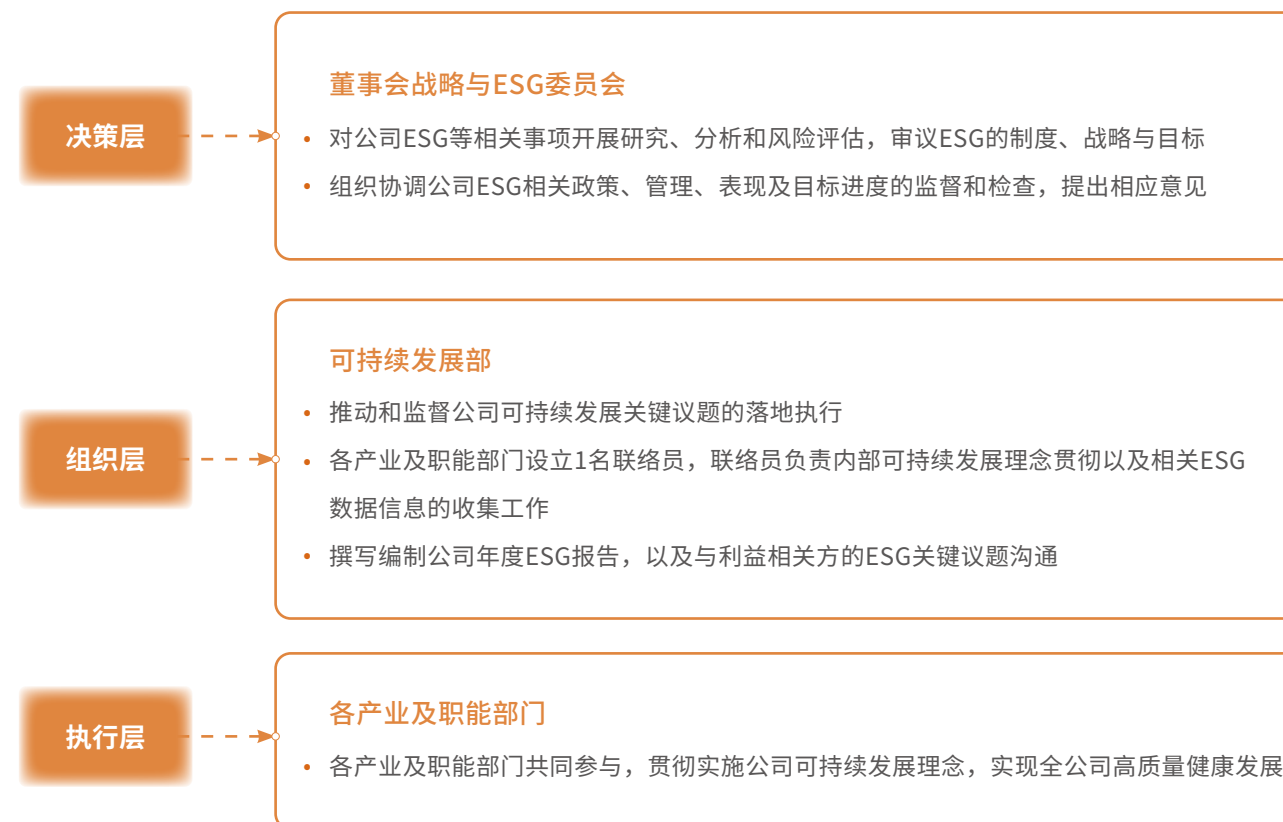 决策层
董事会战略与ESG委员会
• 对公司ESG等相关事项开展研究、分析和风险评估，审议ESG的制度、战略与目标
• 组织协调公司ESG相关政策、管理、表现及目标进度的监督和检查，提出相应意见
组织层
可持续发展部
• 推动和监督公司可持续发展关键议题的落地执行
• 各产业及职能部门设立1名联络员，联络员负责内部可持续发展理念贯彻以及相关ESG
数据信息的收集工作
• 撰写编制公司年度ESG报告，以及与利益相关方的ESG关键议题沟通
执行层
各产业及职能部门
• 各产业及职能部门共同参与，贯彻实施公司可持续发展理念，实现全公司高质量健康发展